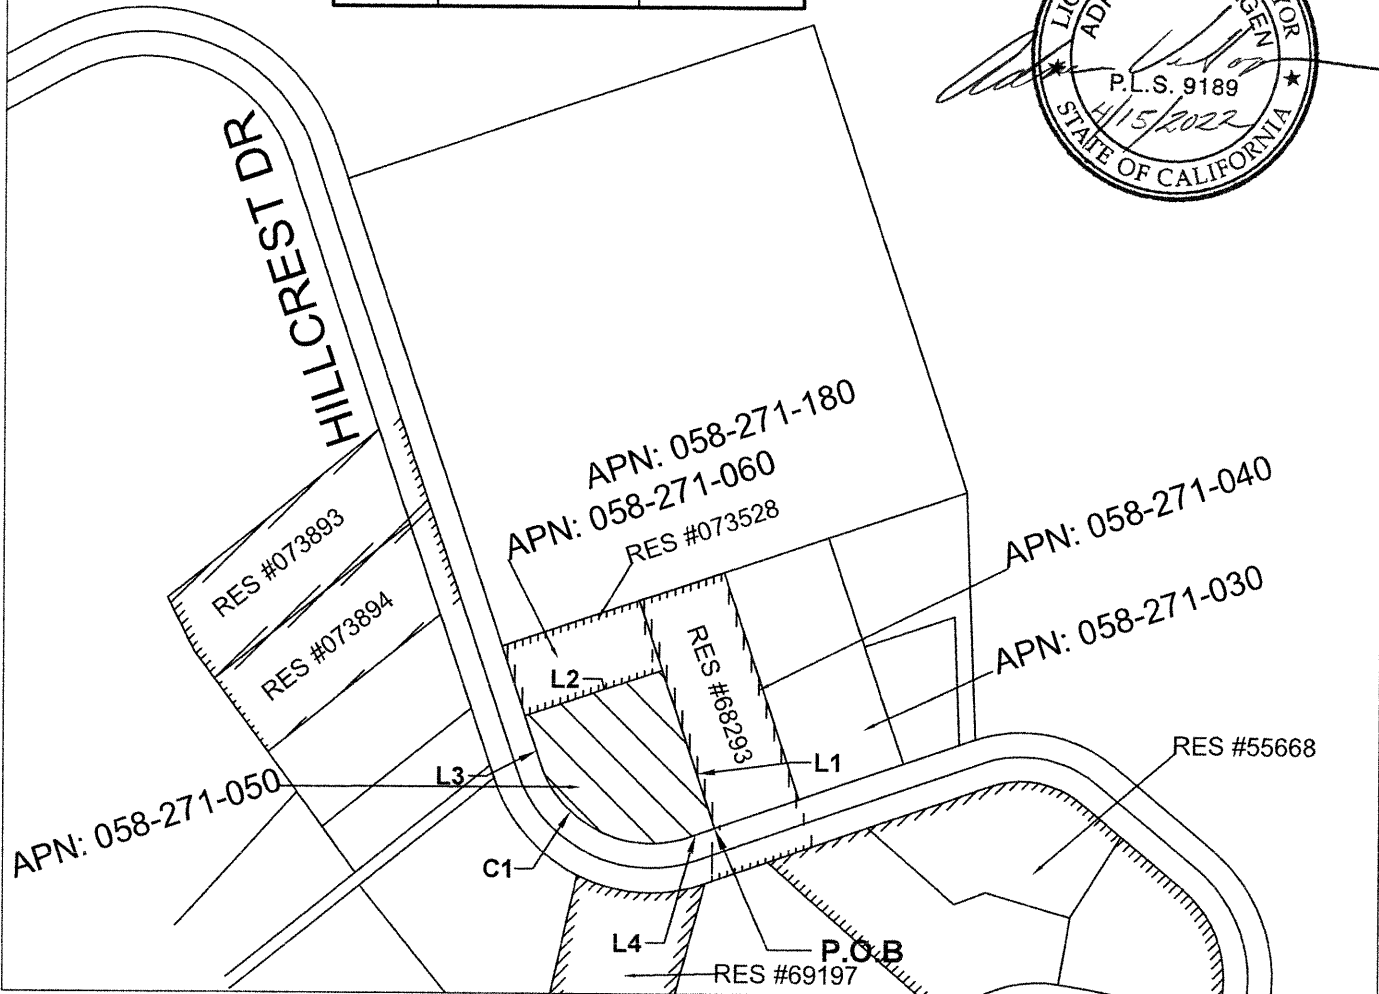 P.L.S. 9189
4/15/2022
STATE OF CALIFORNIA
HILLCREST DR
APN: 058-271-180
APN: 058-271-060
RES #073528
APN: 058-271-040
APN: 058-271-030
RES #073893
RES #073894
RES #68293
L2
L1
L3
RES #55668
APN: 058-271-050
C1
L4
P.O.B
RES #69197